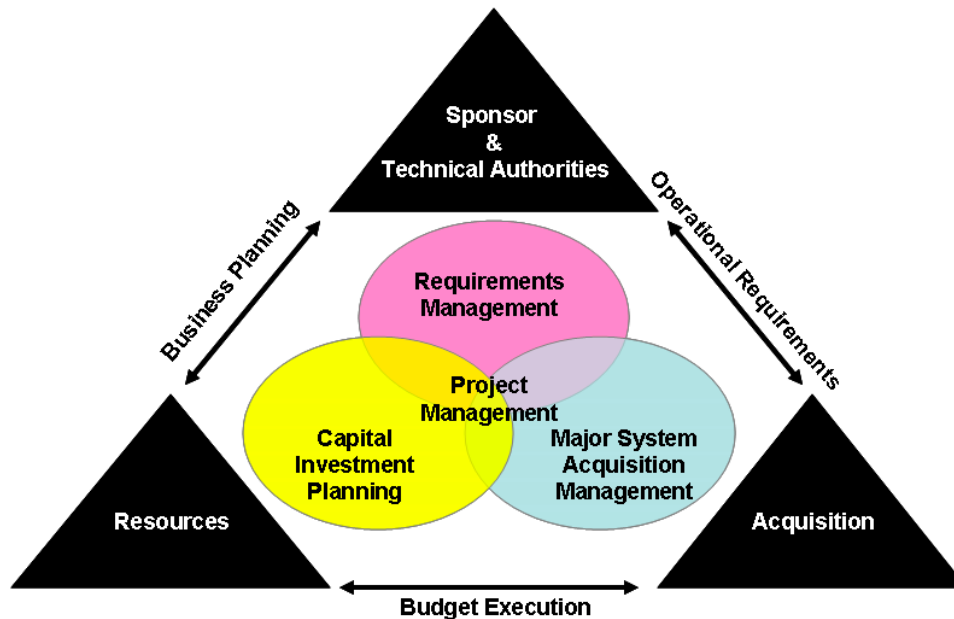 Sponsor
&
Technical Authorities
Business Planning
Operational Requirements
Requirements
Management
Project
Management
Capital
Investment
Planning
Major System
Acquisition
Management
Resources
Acquisition
Budget Execution